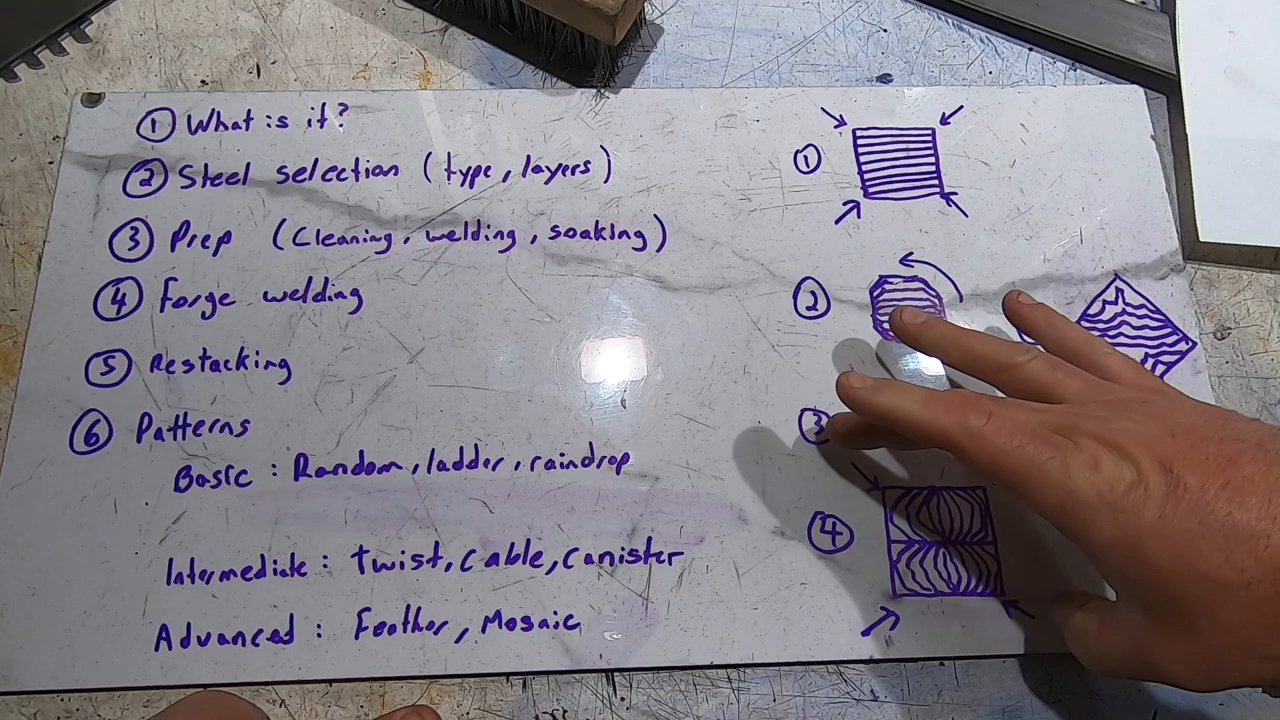 ① What is it?
② Steel selection (type, layers)
③ Prep (Cleaning, welding, soaking)
④ Forge welding
⑤ Restacking
⑥ Patterns
Basic : Random, ladder, raindrop
Intermediate : twist, cable, canister
Advanced : Feather, Mosaic
①
②
③
④